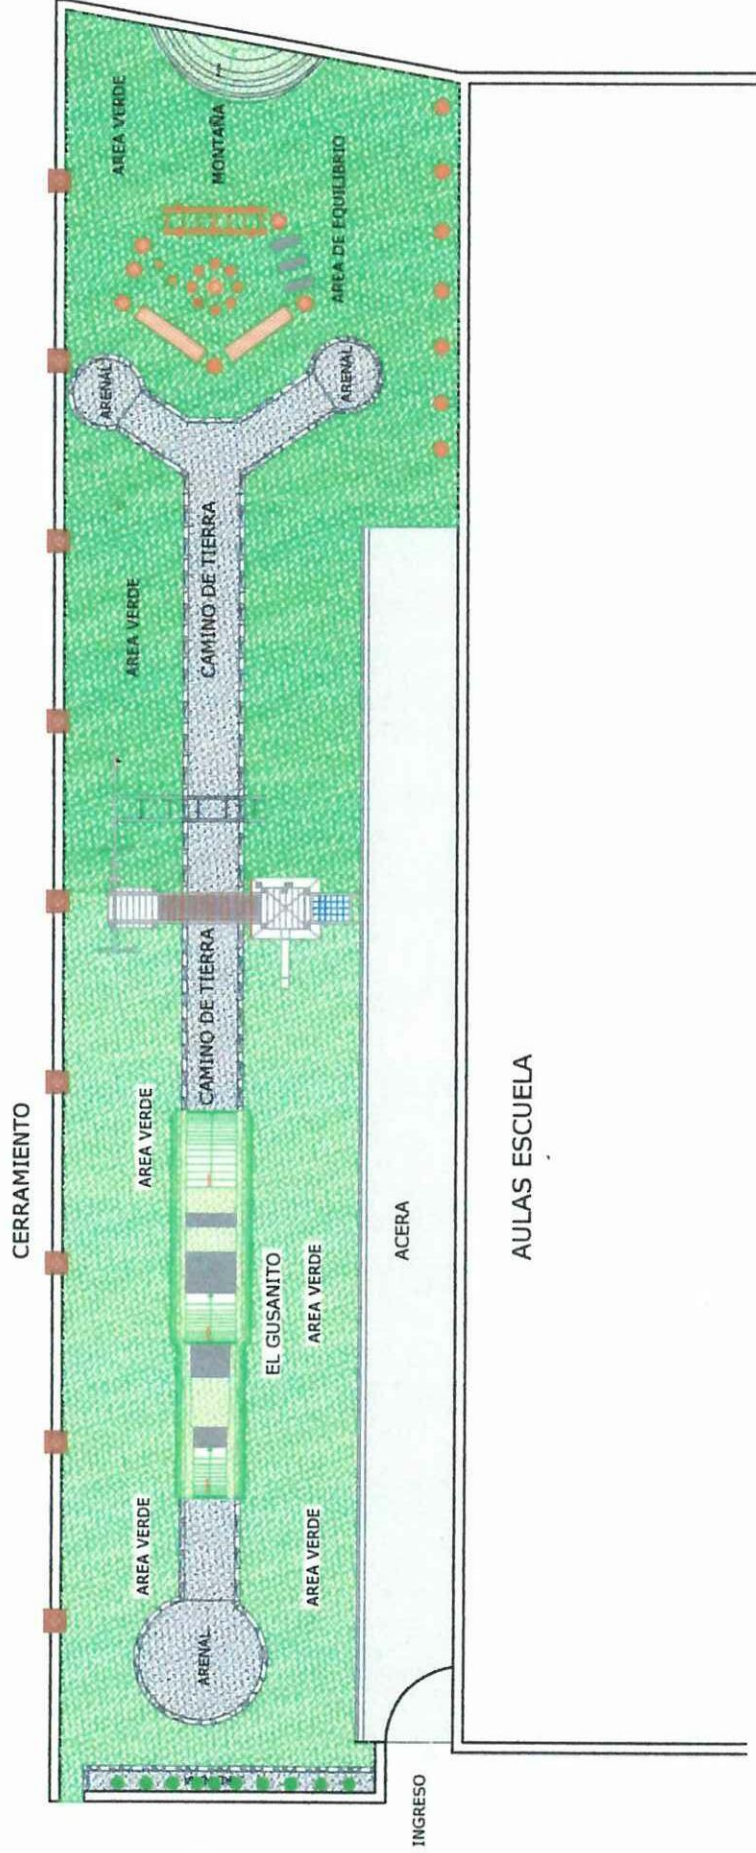 CERRAMIENTO
AREA VERDE
AREA VERDE
AREA VERDE
AREA VERDE
ARENAL
ARENAL
CAMINO DE TIERRA
CAMINO DE TIERRA
MONTAÑA
EL GUSANITO
AREA VERDE
AREA VERDE
ARENAL
AREA DE EQUILIBRIO
ACERA
INGRESO
AULAS ESCUELA